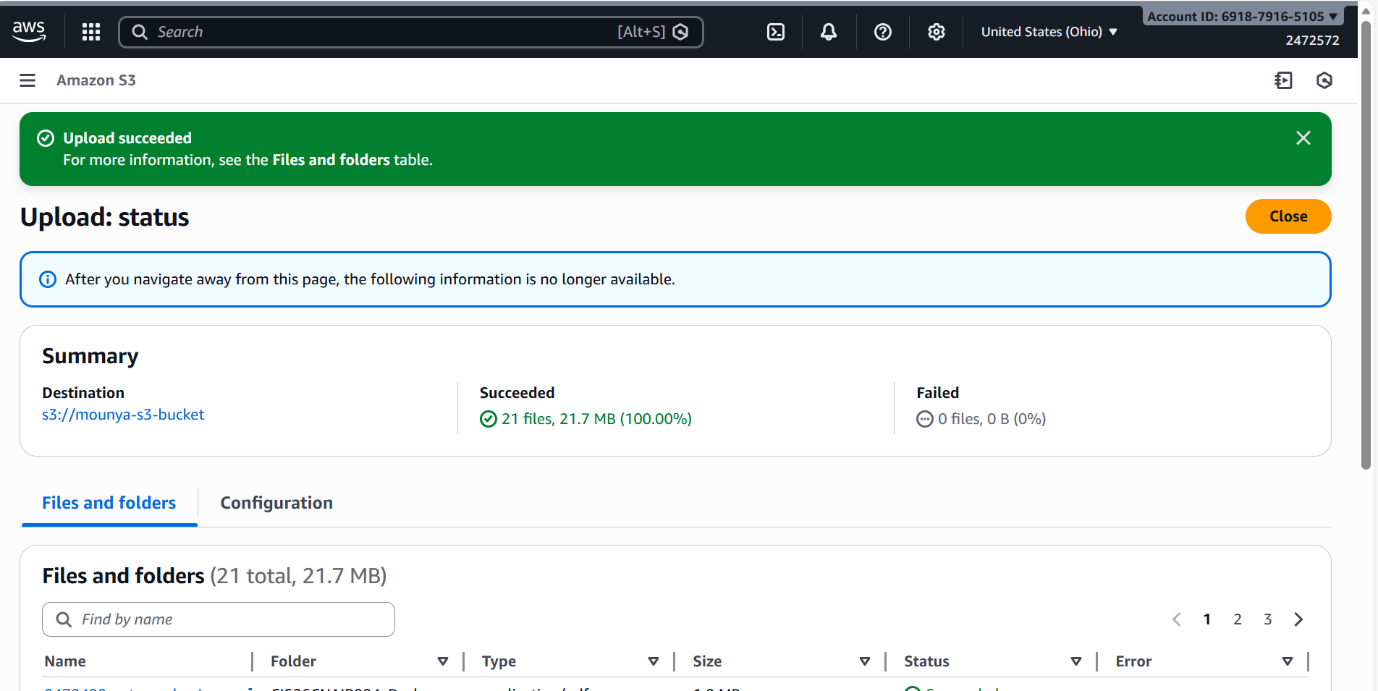 Account ID: 6918-7916-5105
aws
Search
[Alt+S]
United States (Ohio)
2472572
Amazon S3
Upload succeeded
For more information, see the Files and folders table.
Upload: status
Close
After you navigate away from this page, the following information is no longer available.
Summary
Destination
s3://mounya-s3-bucket
Succeeded
21 files, 21.7 MB (100.00%)
Failed
0 files, 0 B (0%)
Files and folders
Configuration
Files and folders (21 total, 21.7 MB)
Find by name
1 2 3
Name Folder Type Size Status Error